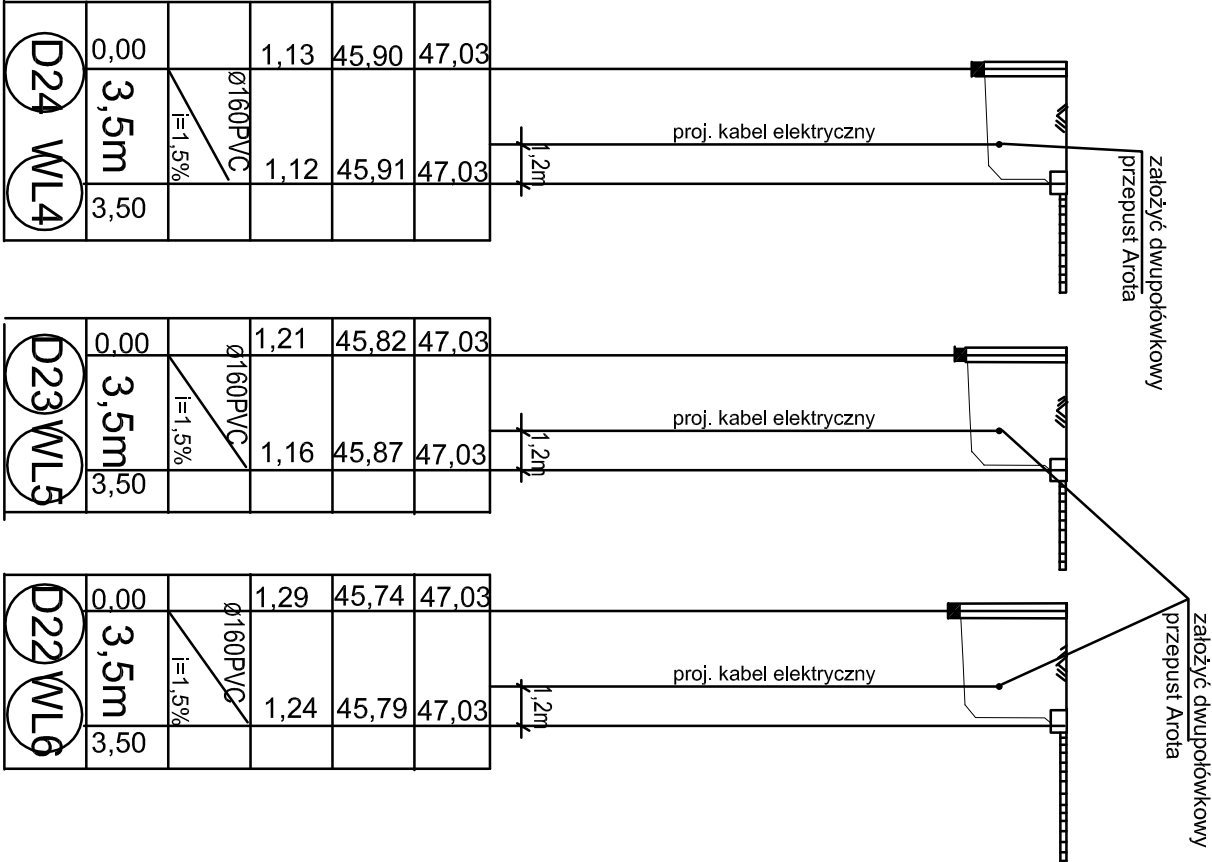 D24
WL4
0,00
3,5m
3,50
i=1,5%
Ø160PVC
1,13
45,90
47,03
1,12
45,91
47,03
1,2m
proj. kabel elektryczny
założyć dwupołówkowy
przepust Arota
D23
WL5
0,00
3,5m
3,50
i=1,5%
Ø160PVC
1,21
45,82
47,03
1,16
45,87
47,03
1,2m
proj. kabel elektryczny
D22
WL6
0,00
3,5m
3,50
i=1,5%
Ø160PVC
1,29
45,74
47,03
1,24
45,79
47,03
1,2m
proj. kabel elektryczny
założyć dwupołówkowy
przepust Arota